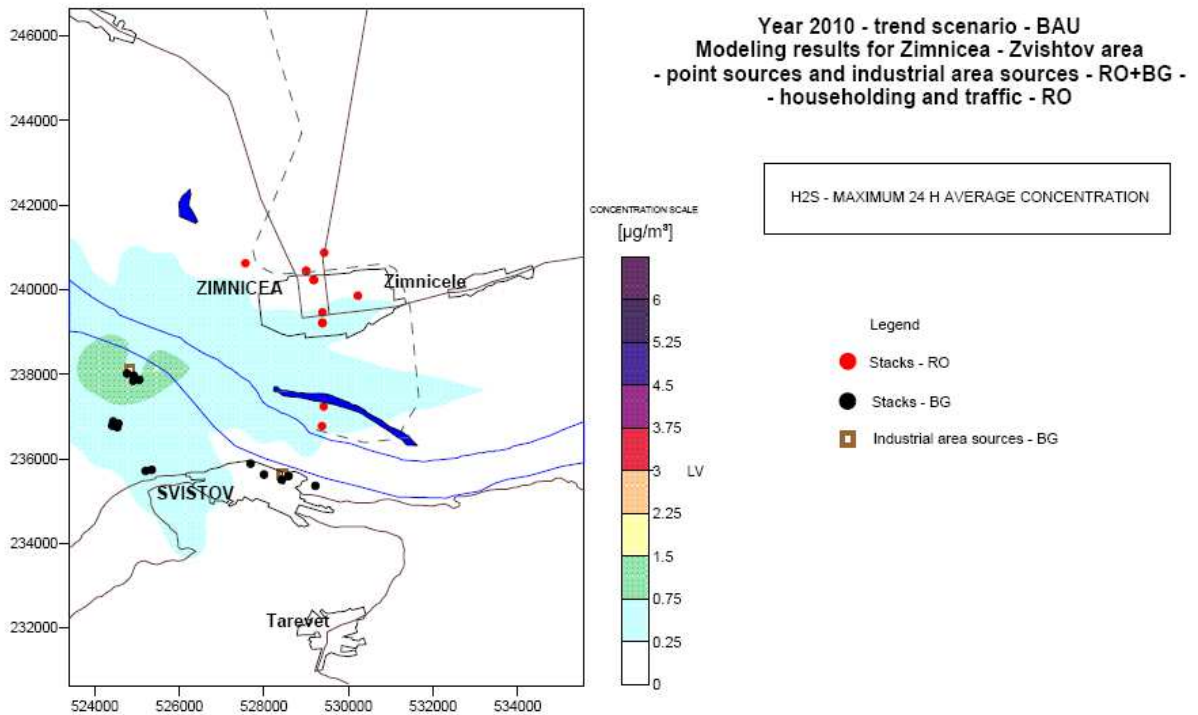 Year 2010 - trend scenario - BAU
Modeling results for Zimnicea - Zvishtov area
- point sources and industrial area sources - RO+BG -
- householding and traffic - RO
H2S - MAXIMUM 24 H AVERAGE CONCENTRATION
CONCENTRATION SCALE
[µg/m³]
6
5.25
4.5
3.75
3 LV
2.25
1.5
0.75
0.25
0
Legend
Stacks - RO
Stacks - BG
Industrial area sources - BG
246000
244000
242000
240000
238000
236000
234000
232000
ZIMNICEA
Zimnicele
SVISTOV
Tarevet
524000 526000 528000 530000 532000 534000